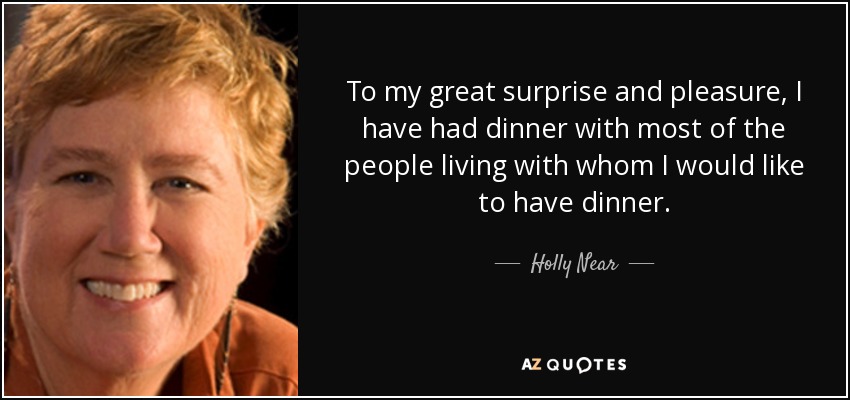 To my great surprise and pleasure, I
have had dinner with most of the
people living with whom I would like
to have dinner.
Holly Near
AZ QUOTES